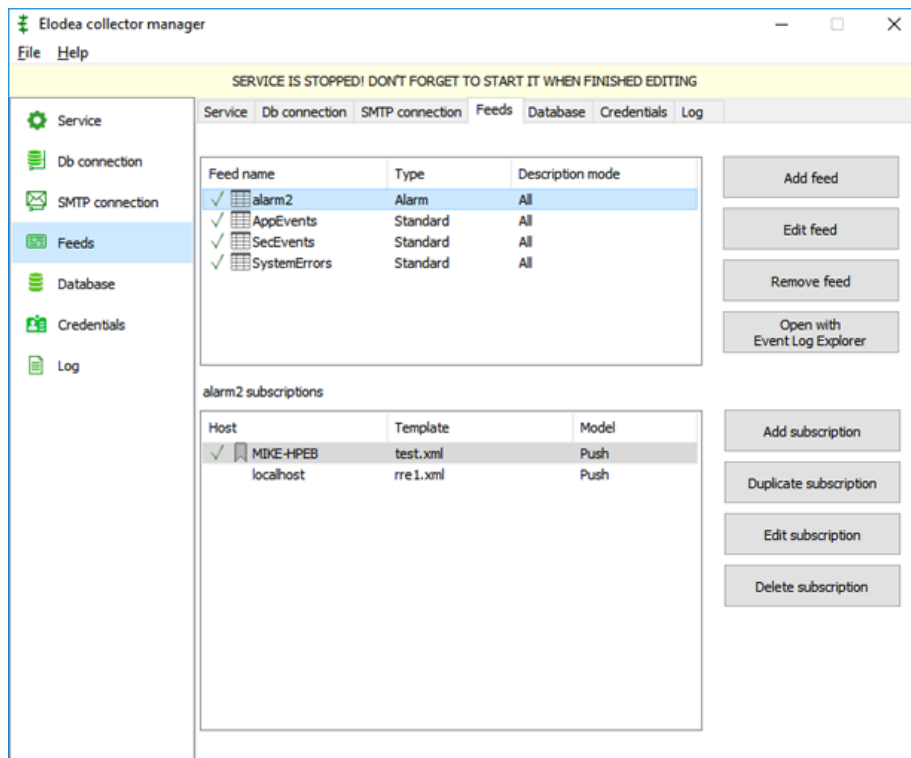 Elodea collector manager
File Help
SERVICE IS STOPPED! DON'T FORGET TO START IT WHEN FINISHED EDITING
Service
Db connection
SMTP connection
Feeds
Database
Credentials
Log
Service Db connection SMTP connection Feeds Database Credentials Log
Feed name Type Description mode
alarm2 Alarm All
AppEvents Standard All
SecEvents Standard All
SystemErrors Standard All
Add feed
Edit feed
Remove feed
Open with
Event Log Explorer
alarm2 subscriptions
Host Template Model
MIKE-HPEB test.xml Push
localhost rre1.xml Push
Add subscription
Duplicate subscription
Edit subscription
Delete subscription